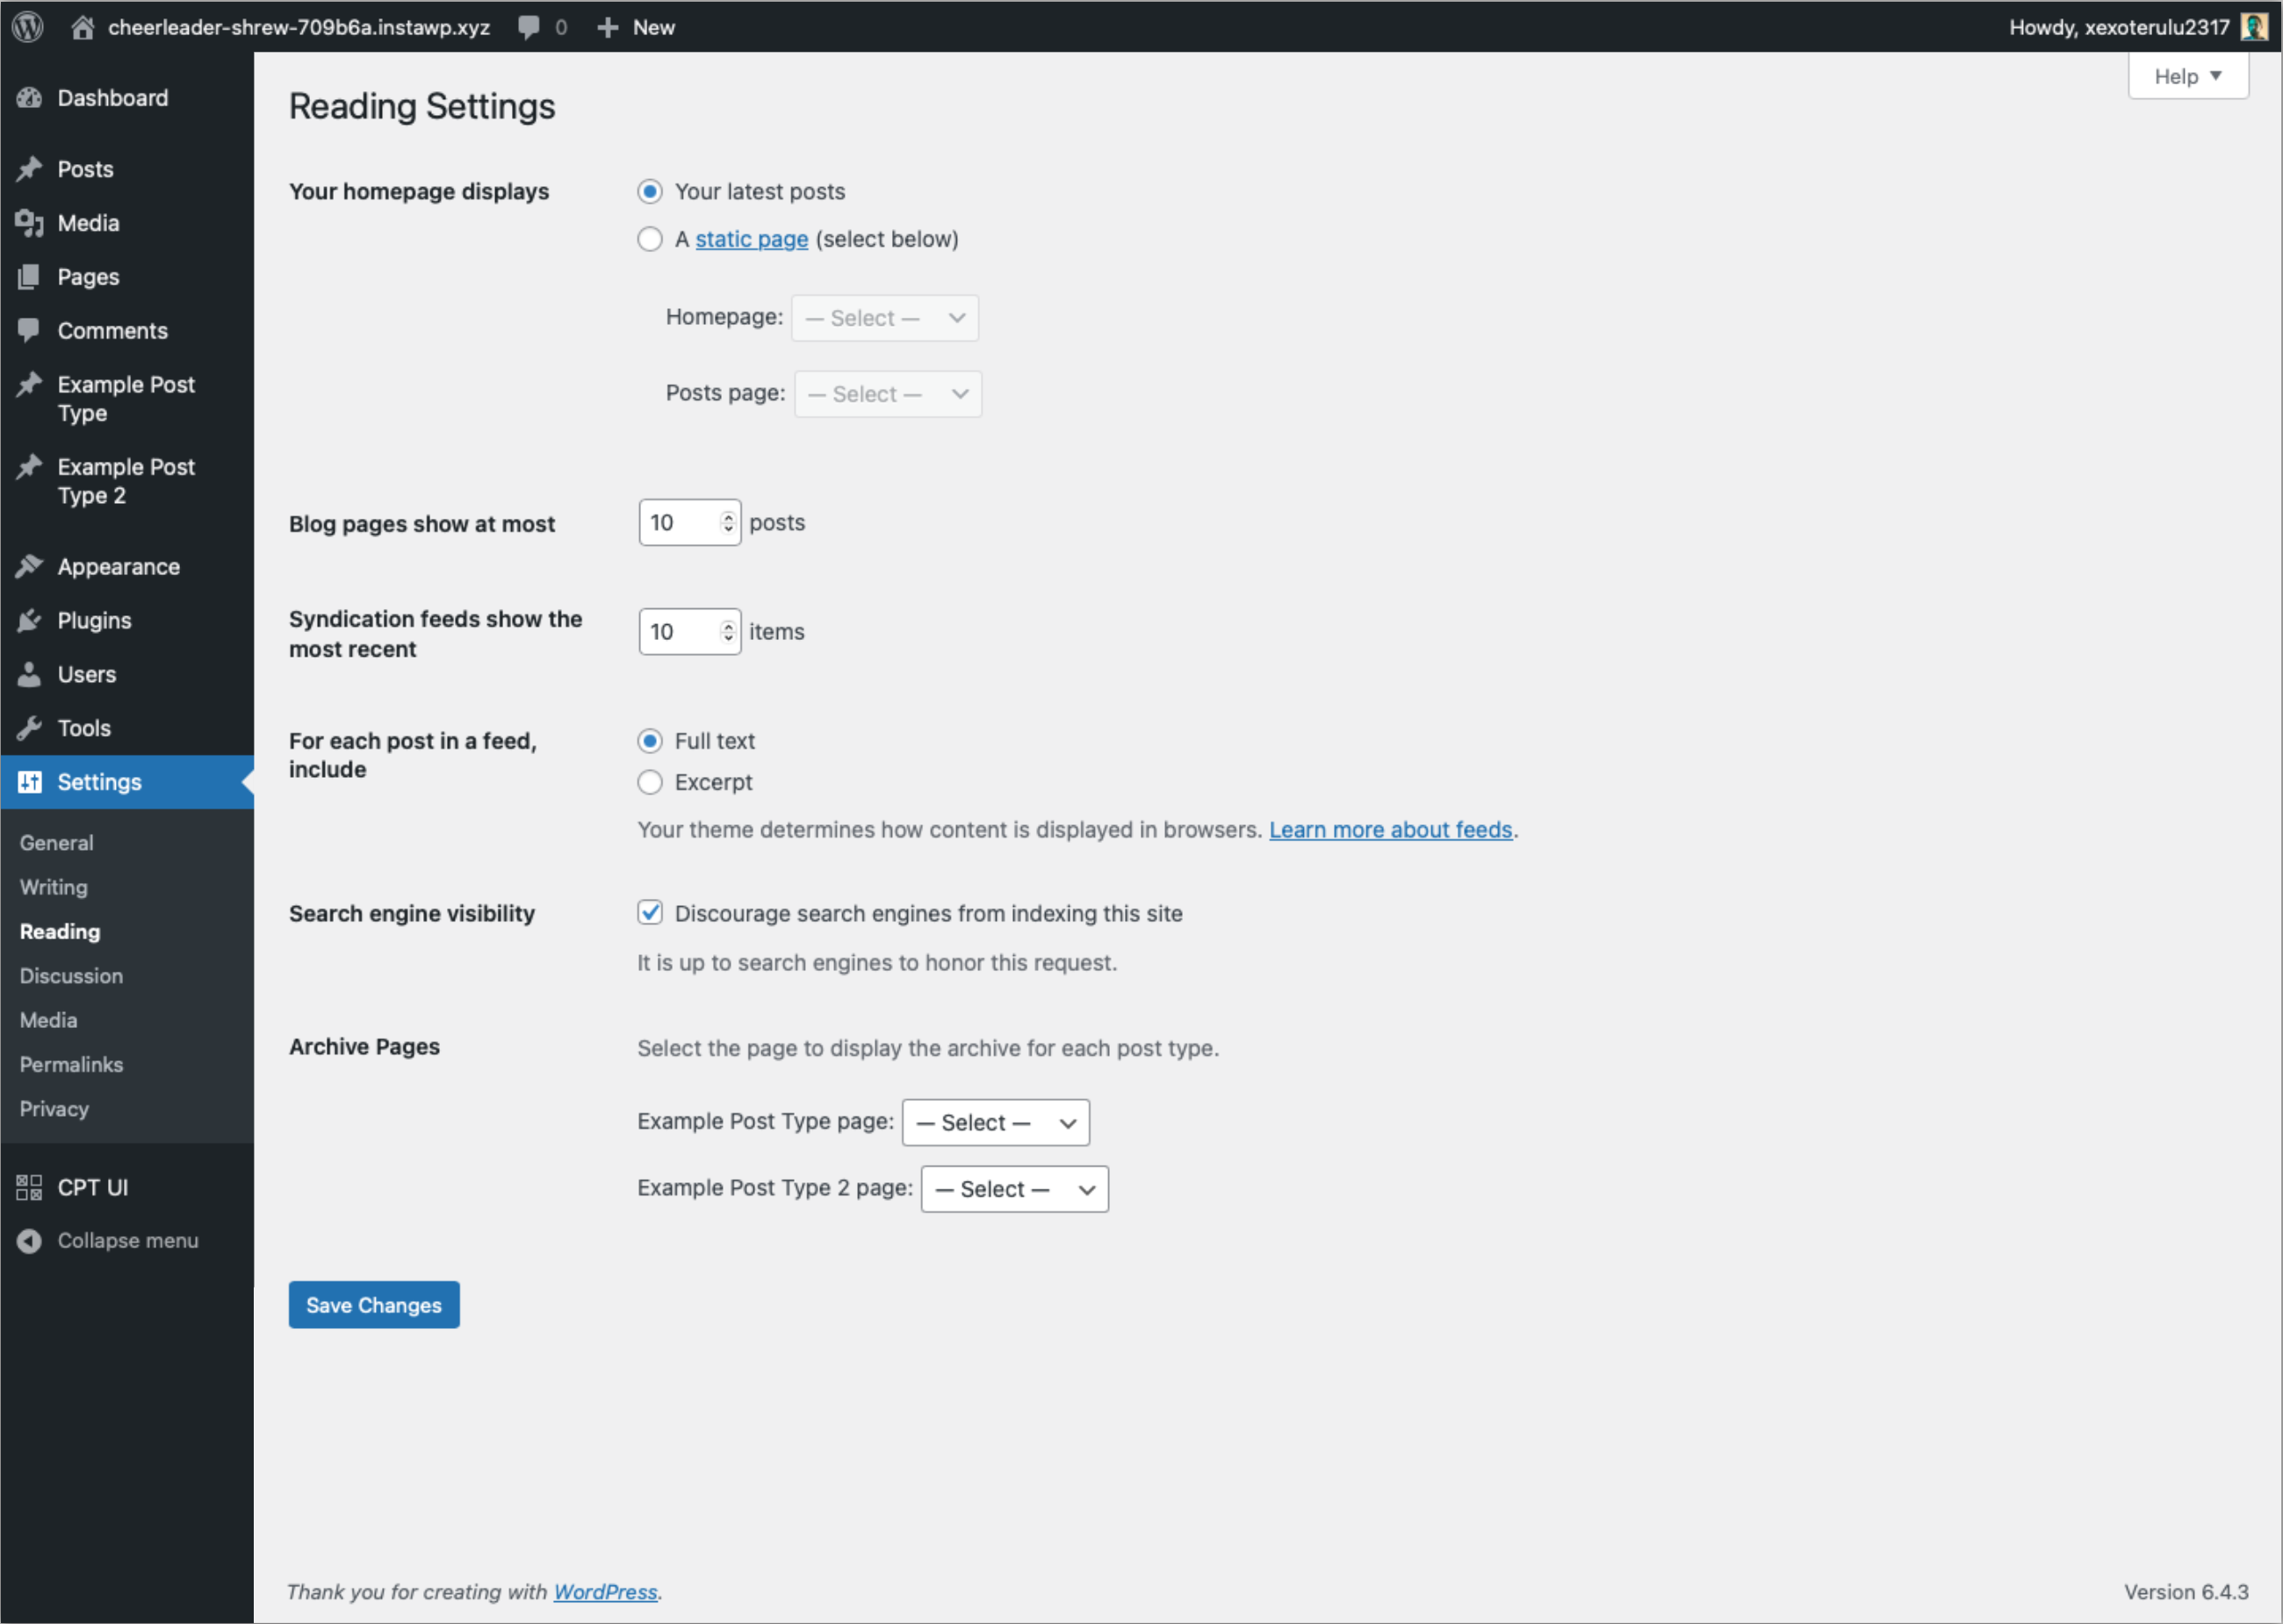 cheerleader-shrew-709b6a.instawp.xyz 0 New Howdy, xexoterulu2317
Help
Dashboard
Posts
Media
Pages
Comments
Example Post
Type
Example Post
Type 2
Appearance
Plugins
Users
Tools
Settings
General
Writing
Reading
Discussion
Media
Permalinks
Privacy
CPT UI
Collapse menu
Reading Settings
Your homepage displays
Your latest posts
A static page (select below)
Homepage: — Select —
Posts page: — Select —
Blog pages show at most
10 posts
Syndication feeds show the
most recent
10 items
For each post in a feed,
include
Full text
Excerpt
Your theme determines how content is displayed in browsers. Learn more about feeds.
Search engine visibility
Discourage search engines from indexing this site
It is up to search engines to honor this request.
Archive Pages
Select the page to display the archive for each post type.
Example Post Type page: — Select —
Example Post Type 2 page: — Select —
Save Changes
Thank you for creating with WordPress.
Version 6.4.3